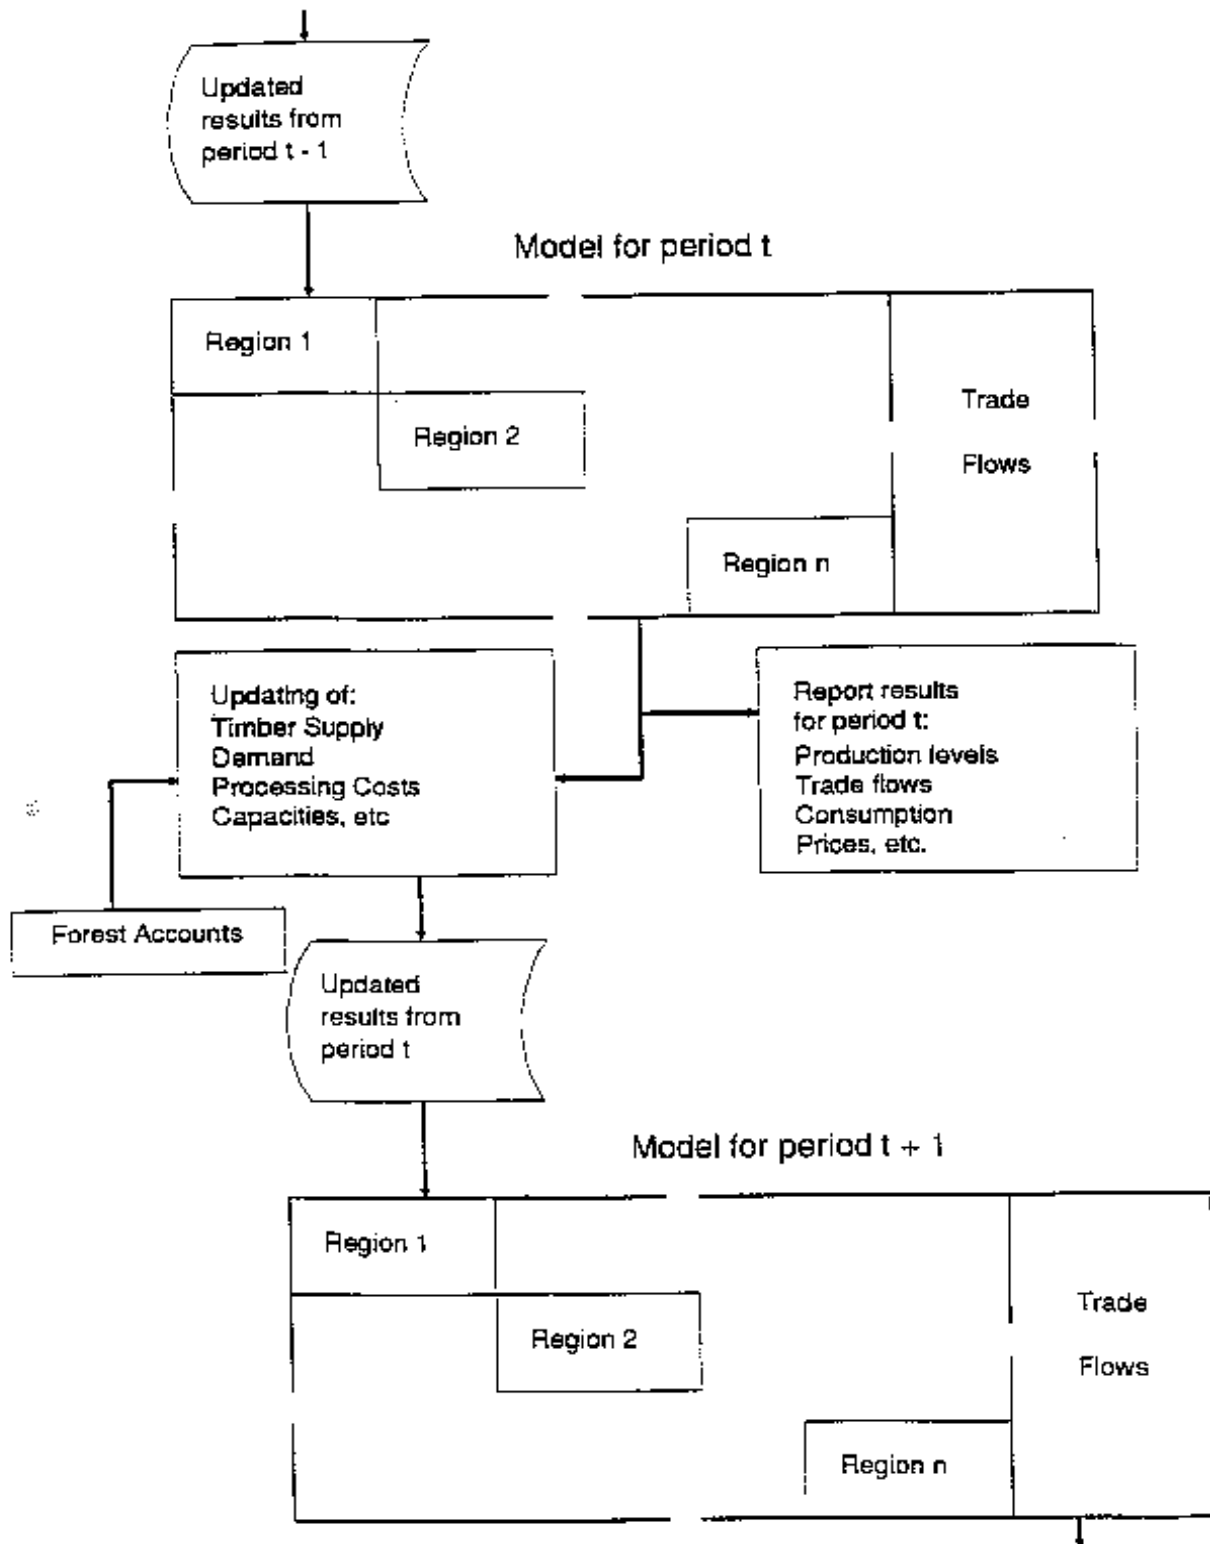 Updated
results from
period t - 1
Model for period t
Region 1
Trade
Region 2
Flows
Region n
Updating of:
Timber Supply
Demand
Processing Costs
Capacities, etc
Report results
for period t:
Production levels
Trade flows
Consumption
Prices, etc.
Forest Accounts
Updated
results from
period t
Model for period t + 1
Region 1
Trade
Region 2
Flows
Region n